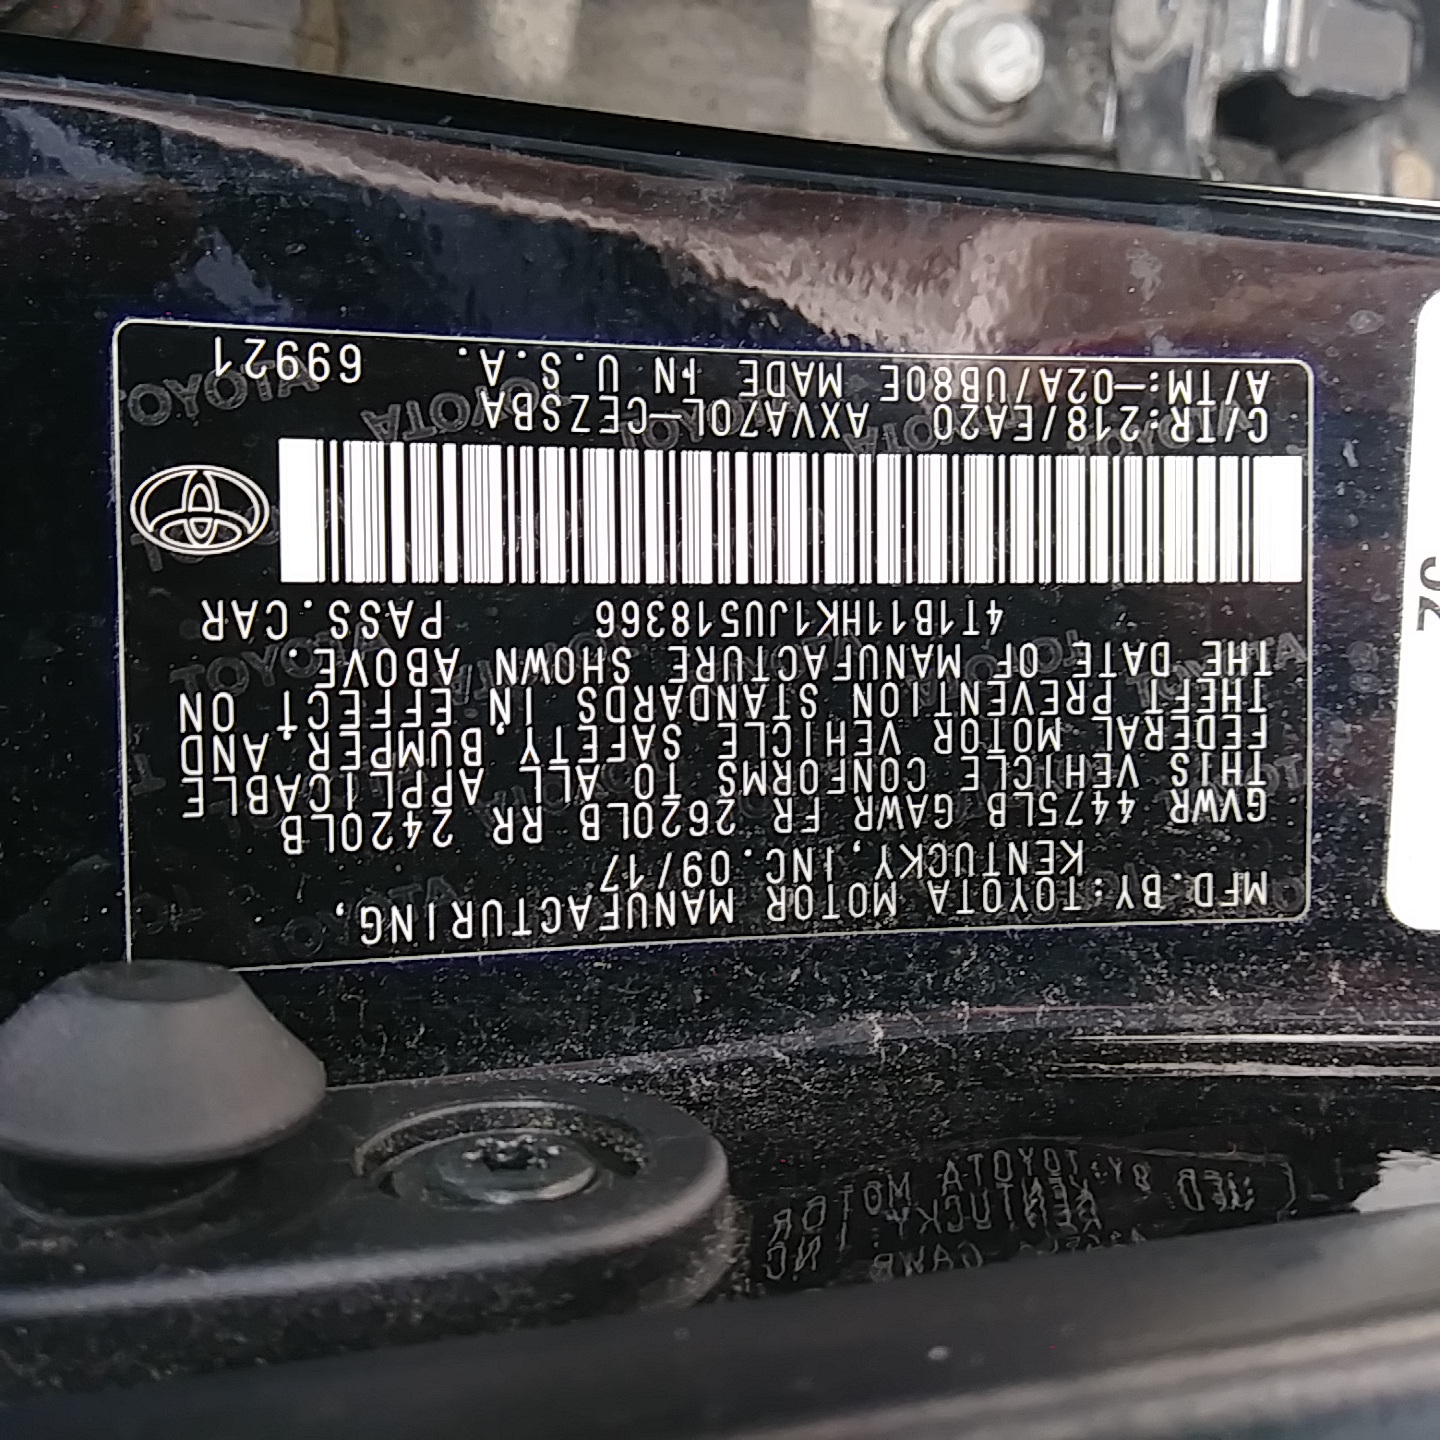 MFD.BY:TOYOTA MOTOR MANUFACTURING,
KENTUCKY,INC.09/17
GVWR 4475LB GAWR FR 2620LB RR 2420LB
THIS VEHICLE CONFORMS TO ALL APPLICABLE
FEDERAL MOTOR VEHICLE SAFETY,BUMPER,AND
THEFT PREVENTION STANDARDS IN EFFECT ON
THE DATE OF MANUFACTURE SHOWN ABOVE.
4T1B11HK1JU518366 PASS.CAR
C/TR:218/EA20 AXVA70L-CEZSBA
A/TM:-02A/UB80E MADE IN U.S.A. 69921